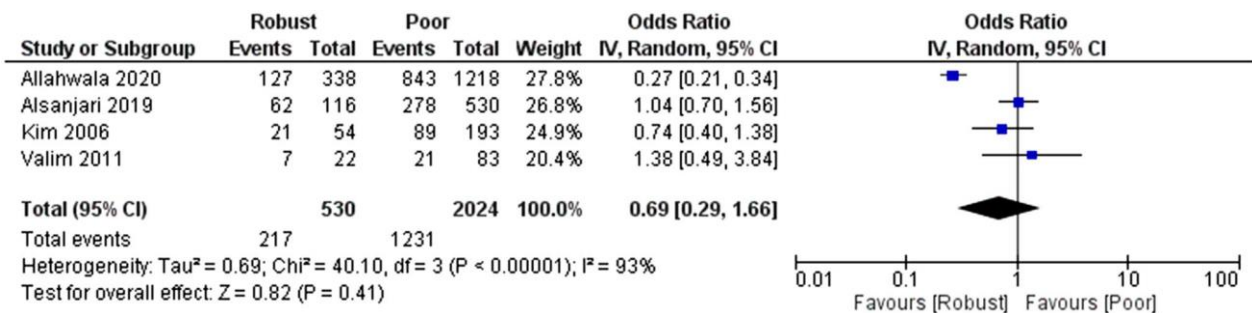 Robust Poor Odds Ratio Odds Ratio
Study or Subgroup Events Total Events Total Weight IV, Random, 95% CI IV, Random, 95% CI
Allahwala 2020 127 338 843 1218 27.8% 0.27 [0.21, 0.34]
Alsanjari 2019 62 116 278 530 26.8% 1.04 [0.70, 1.56]
Kim 2006 21 54 89 193 24.9% 0.74 [0.40, 1.38]
Valim 2011 7 22 21 83 20.4% 1.38 [0.49, 3.84]
Total (95% CI) 530 2024 100.0% 0.69 [0.29, 1.66]
Total events 217 1231
Heterogeneity: Tau² = 0.69; Chi² = 40.10, df = 3 (P < 0.00001); I² = 93%
Test for overall effect: Z = 0.82 (P = 0.41)
0.01 0.1 1 10 100
Favours [Robust] Favours [Poor]